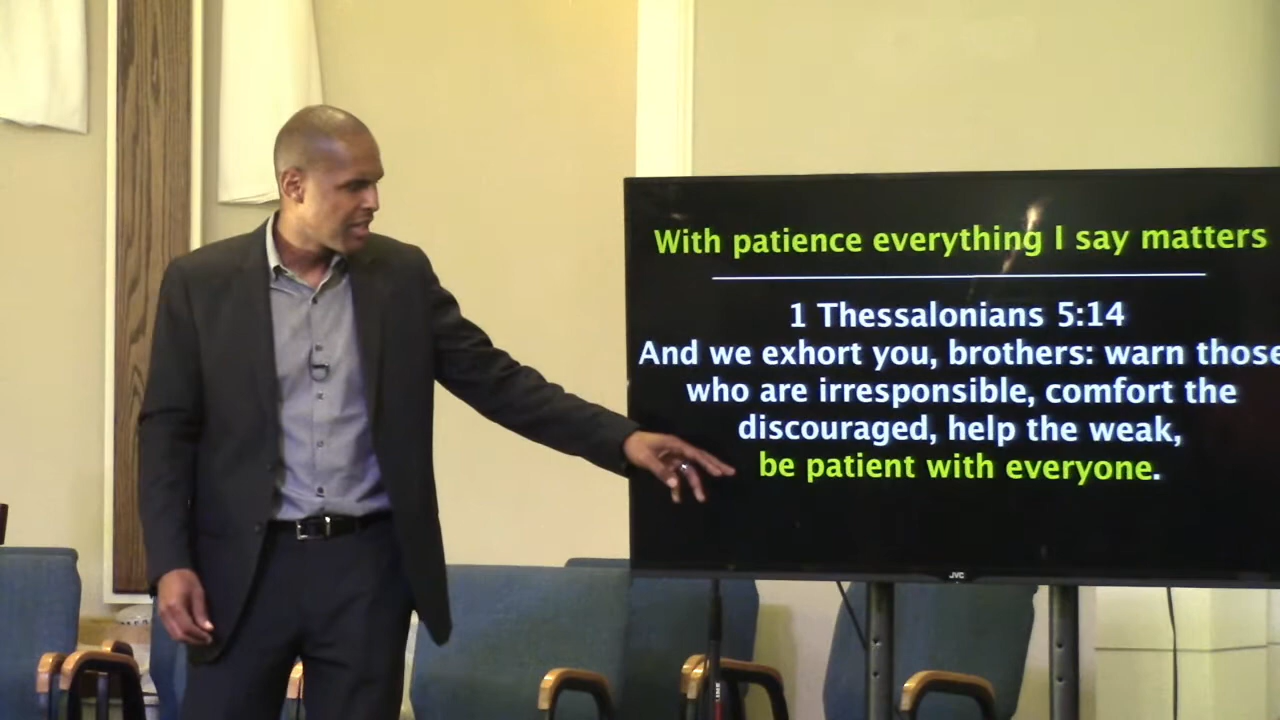 With patience everything I say matters
1 Thessalonians 5:14
And we exhort you, brothers: warn those
who are irresponsible, comfort the
discouraged, help the weak,
be patient with everyone.
JVC